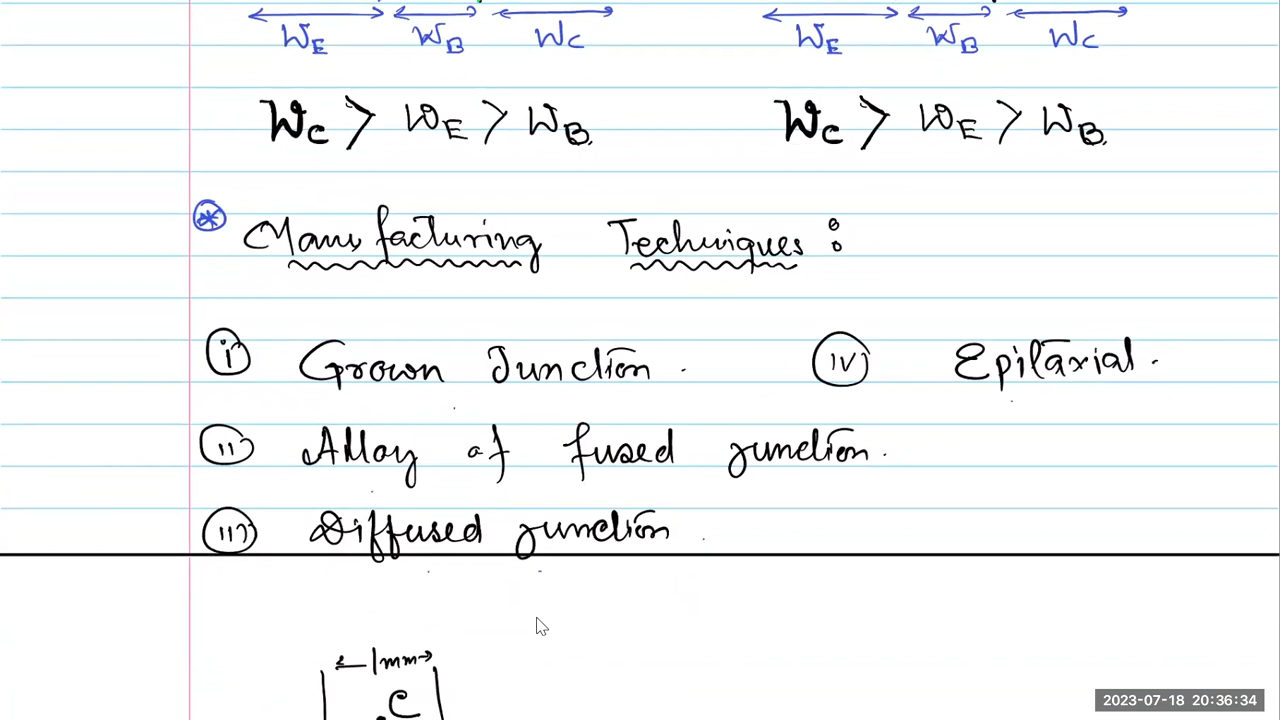 W_E W_B W_C W_E W_B W_C
W_C > W_E > W_B. W_C > W_E > W_B.
* Manufacturing Techniques :
(i) Grown Junction . (iv) Epitaxial .
(ii) Alloy of fused junction .
(iii) Diffused junction .
1mm
C
2023-07-18 20:36:34